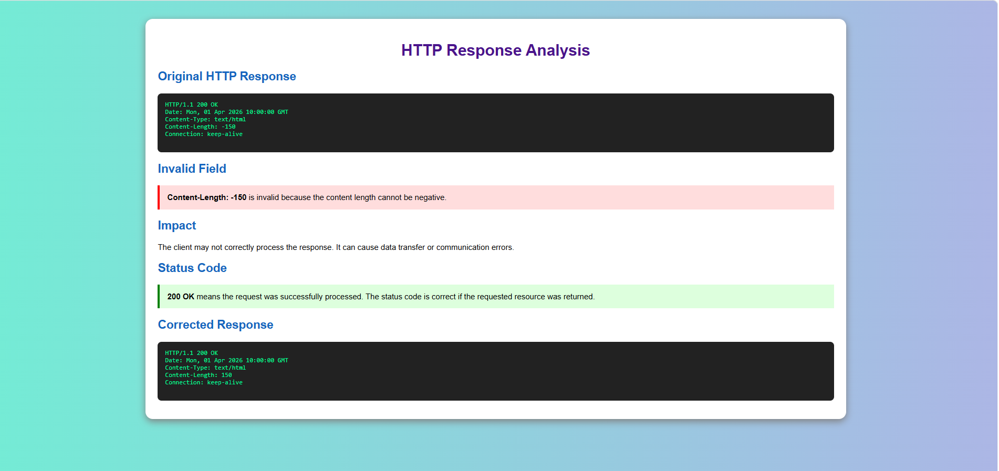 HTTP Response Analysis
Original HTTP Response
HTTP/1.1 200 OK
Date: Mon, 01 Apr 2026 10:00:00 GMT
Content-Type: text/html
Content-Length: -150
Connection: keep-alive
Invalid Field
Content-Length: -150 is invalid because the content length cannot be negative.
Impact
The client may not correctly process the response. It can cause data transfer or communication errors.
Status Code
200 OK means the request was successfully processed. The status code is correct if the requested resource was returned.
Corrected Response
HTTP/1.1 200 OK
Date: Mon, 01 Apr 2026 10:00:00 GMT
Content-Type: text/html
Content-Length: 150
Connection: keep-alive